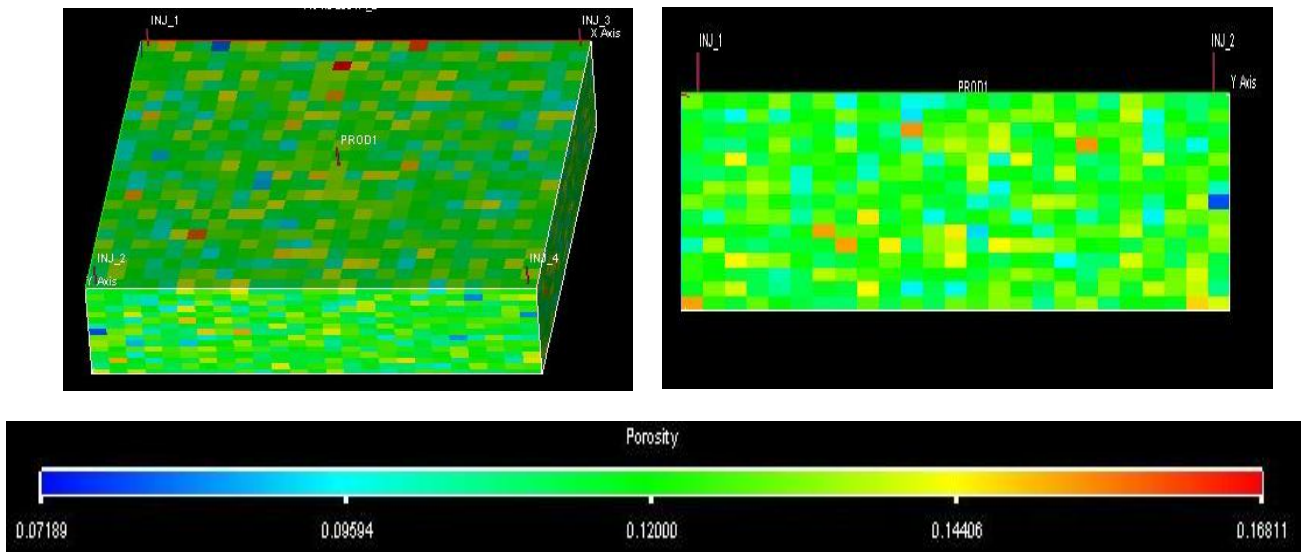 INJ_1
INJ_3
X Axis
PROD1
INJ_2
Y Axis
INJ_4
INJ_1
INJ_2
PROD1
Y Axis
Porosity
0.07189 0.09594 0.12000 0.14406 0.16811